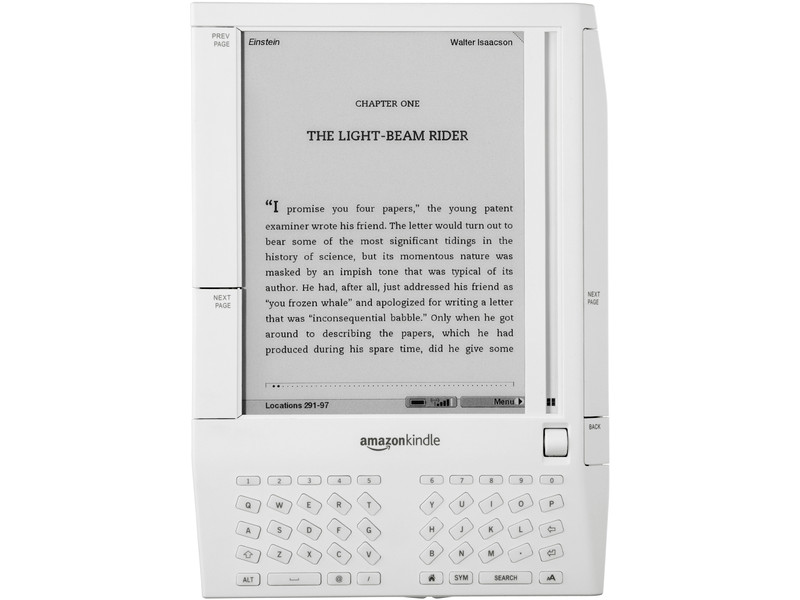 PREV
PAGE
Einstein
Walter Isaacson
CHAPTER ONE
THE LIGHT-BEAM RIDER
“I promise you four papers,” the young patent
examiner wrote his friend. The letter would turn out to
bear some of the most significant tidings in the
history of science, but its momentous nature was
masked by an impish tone that was typical of its
author. He had, after all, just addressed his friend as
“you frozen whale” and apologized for writing a letter
that was “inconsequential babble.” Only when he got
around to describing the papers, which he had
produced during his spare time, did he give some
NEXT
PAGE
NEXT
PAGE
Locations 291-97
Menu
BACK
amazonkindle
1 2 3 4 5 6 7 8 9 0
Q W E R T Y U I O P
A S D F G H J K L
Z X C V B N M .
ALT @ / SYM SEARCH AA